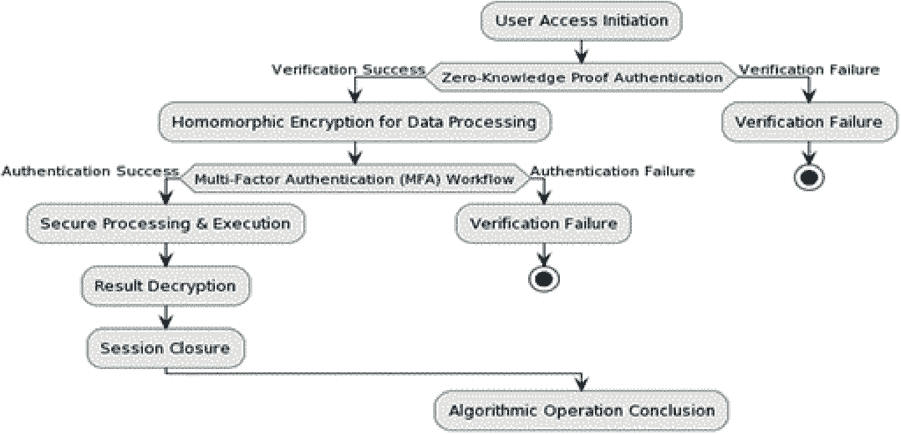 User Access Initiation
Verification Success
Zero-Knowledge Proof Authentication
Verification Failure
Homomorphic Encryption for Data Processing
Verification Failure
Authentication Success
Multi-Factor Authentication (MFA) Workflow
Authentication Failure
Secure Processing & Execution
Verification Failure
Result Decryption
Session Closure
Algorithmic Operation Conclusion